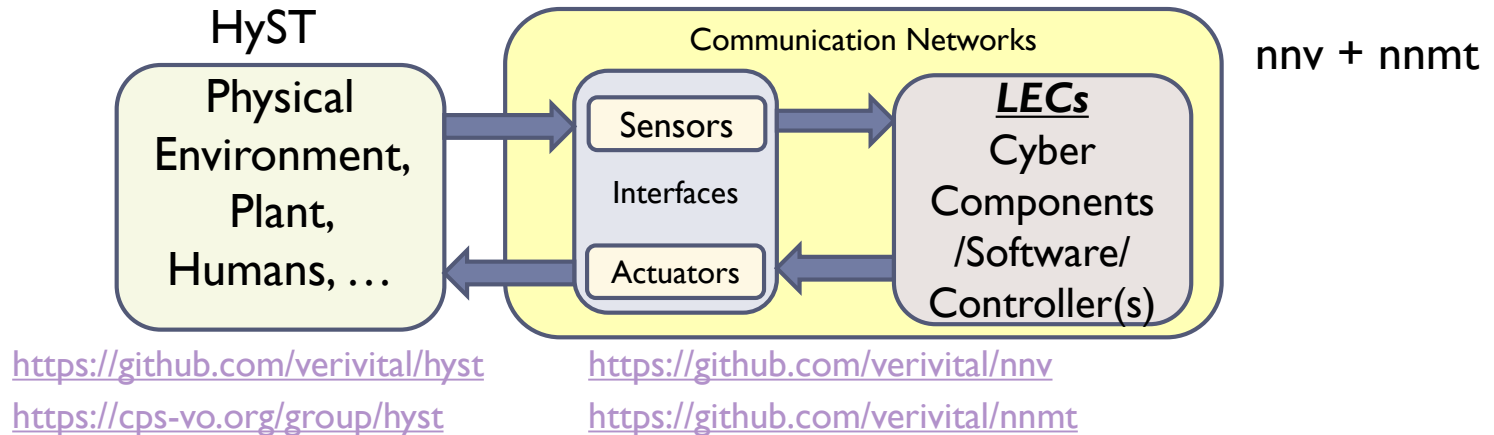 HyST
Communication Networks
nnv + nnmt
Physical
Environment,
Plant,
Humans, …
Sensors
Interfaces
Actuators
LECs
Cyber
Components
/Software/
Controller(s)
https://github.com/verivital/hyst
https://cps-vo.org/group/hyst
https://github.com/verivital/nnv
https://github.com/verivital/nnmt